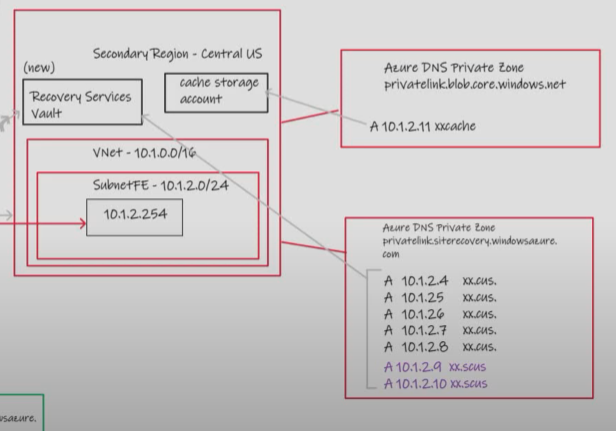 Secondary Region - Central US
(new)
Recovery Services
Vault
cache storage
account
VNet - 10.1.0.0/16
SubnetFE - 10.1.2.0/24
10.1.2.254
Azure DNS Private Zone
privatelink.blob.core.windows.net
A 10.1.2.11 xxcache
Azure DNS Private Zone
privatelink.siterecovery.windowsazure.
com
A 10.1.2.4 xx.cus.
A 10.1.25 xx.cus.
A 10.1.26 xx.cus.
A 10.1.2.7 xx.cus.
A 10.1.2.8 xx.cus.
A 10.1.2.9 xx.scus
A 10.1.2.10 xx.scus